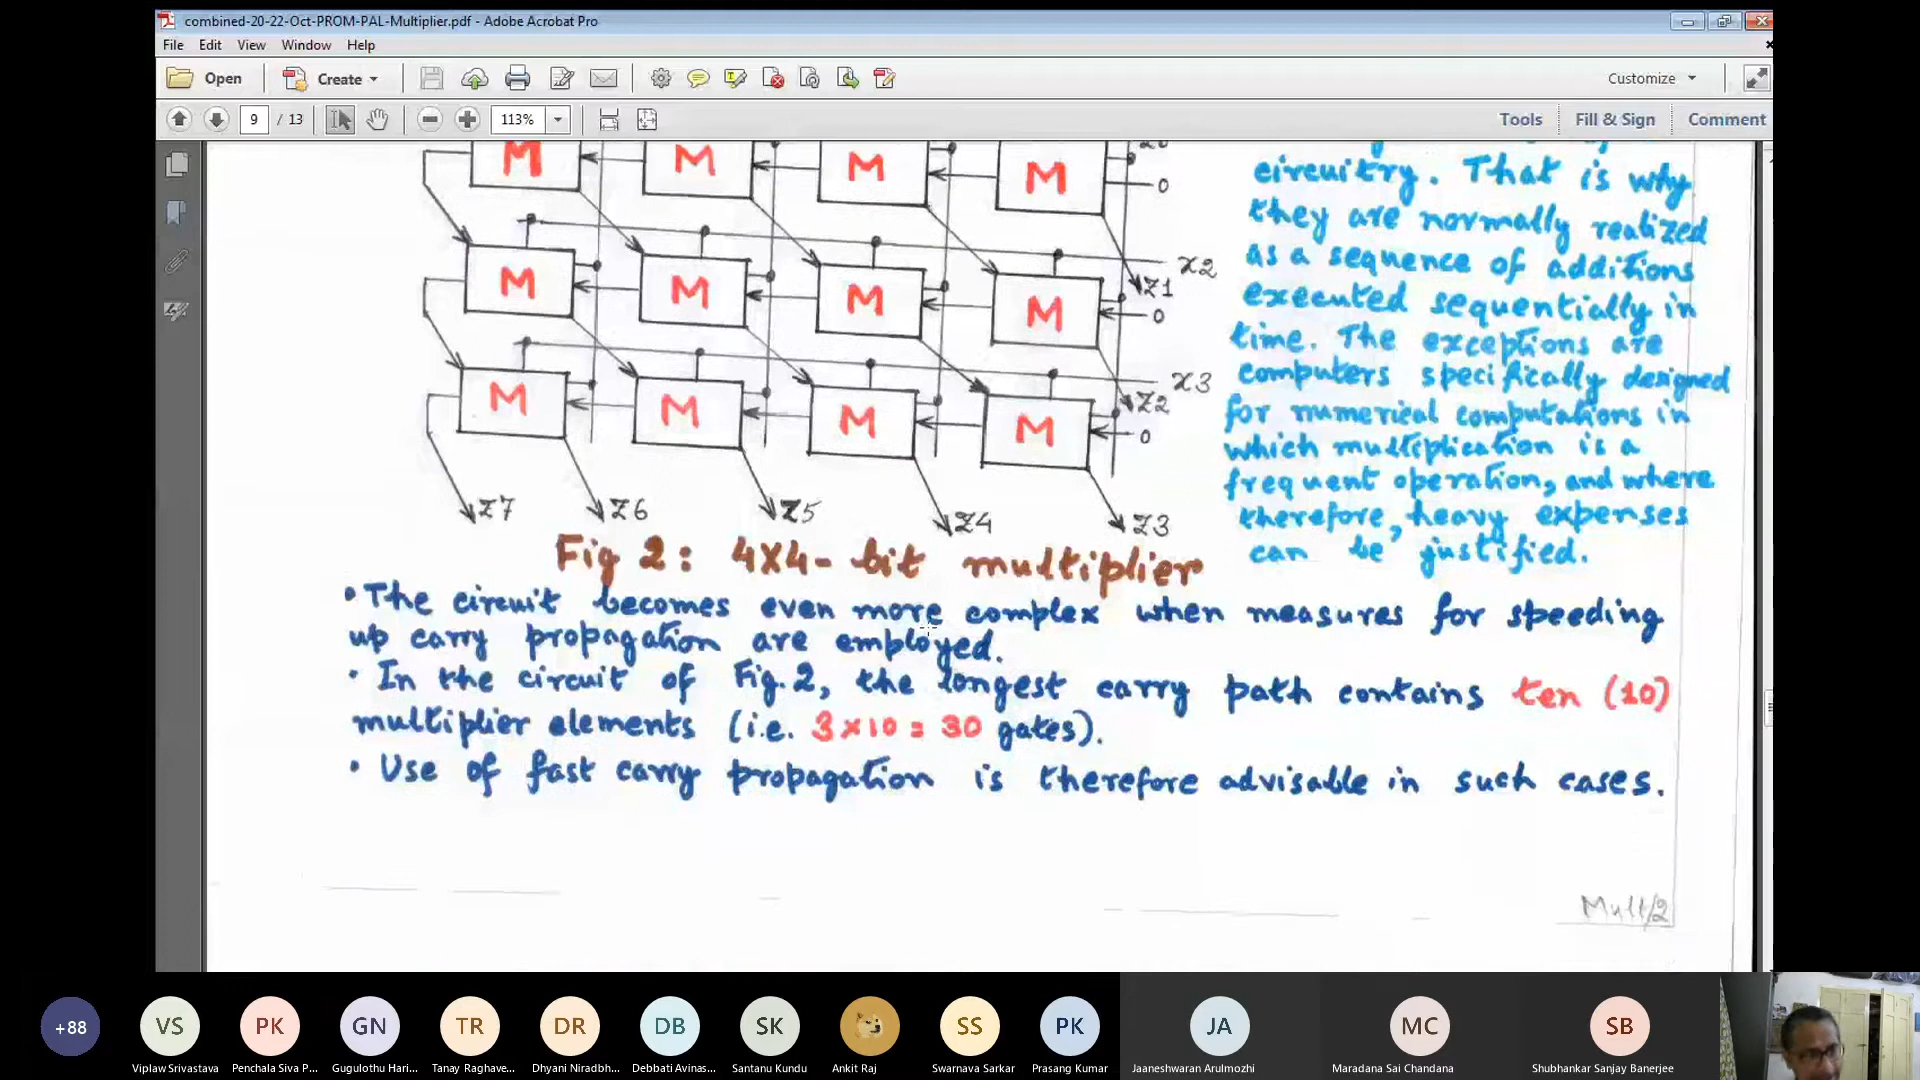 combined-20-22-Oct-PROM-PAL-Multiplier.pdf - Adobe Acrobat Pro
File Edit View Window Help
Open Create Customize
9 / 13 113% Tools Fill & Sign Comment
M M M M 0
circuitry. That is why
they are normally realized
as a sequence of additions
executed sequentially in
time. The exceptions are
computers specifically designed
for numerical computations in
which multiplication is a
frequent operation, and where
therefore, heavy expenses
can be justified.
x2
z1
M M M M 0
x3
z2
M M M M 0
z7 z6 z5 z4 z3
Fig 2: 4x4-bit multiplier
• The circuit becomes even more complex when measures for speeding
up carry propagation are employed.
• In the circuit of Fig. 2, the longest carry path contains ten (10)
multiplier elements (i.e. 3x10 = 30 gates).
• Use of fast carry propagation is therefore advisable in such cases.
Mult/2
+88 VS PK GN TR DR DB SK SS PK JA MC SB
Viplaw Srivastava Penchala Siva P... Gugulothu Hari... Tanay Raghave... Dhyani Niradbh... Debbati Avinas... Santanu Kundu Ankit Raj Swarnava Sarkar Prasang Kumar Jaaneshwaran Arulmozhi Maradana Sai Chandana Shubhankar Sanjay Banerjee